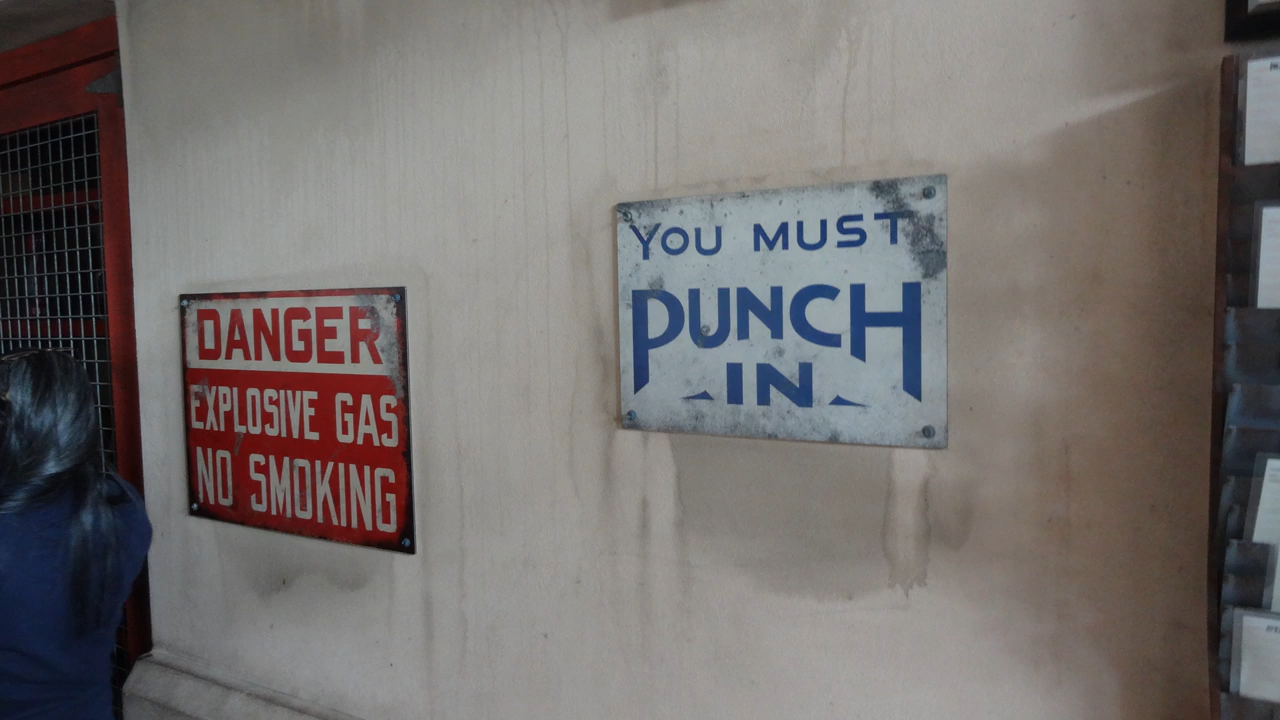 DANGER
EXPLOSIVE GAS
NO SMOKING
YOU MUST
PUNCH
IN